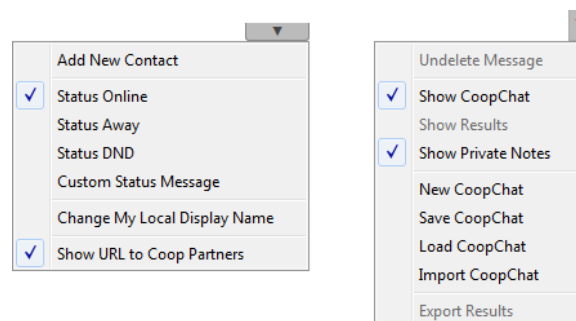 Add New Contact
Status Online
Status Away
Status DND
Custom Status Message
Change My Local Display Name
Show URL to Coop Partners
Undelete Message
Show CoopChat
Show Results
Show Private Notes
New CoopChat
Save CoopChat
Load CoopChat
Import CoopChat
Export Results